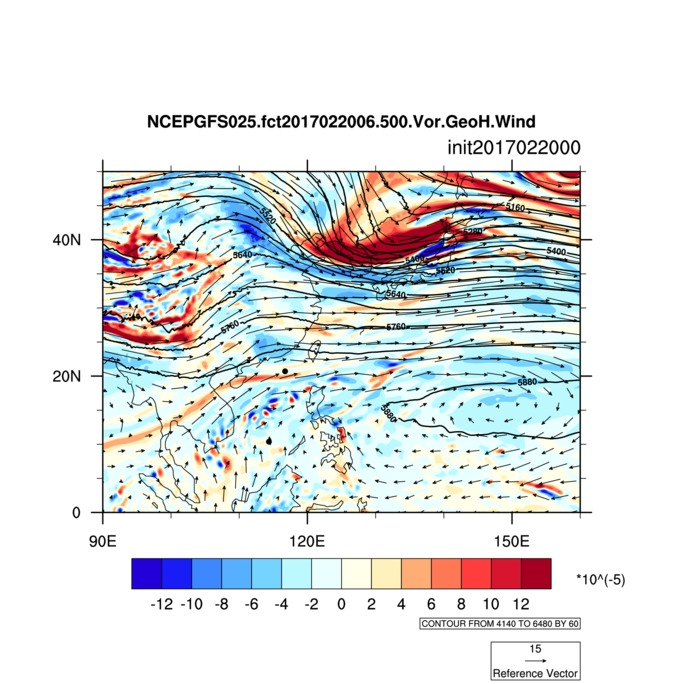 NCEPGFS025.fct2017022006.500.Vor.GeoH.Wind
init2017022000
5160
5520
5280
5400
5640
5400
5520
5640
5760
5760
5880
5880
40N
20N
0
90E 120E 150E
-12 -10 -8 -6 -4 -2 0 2 4 6 8 10 12
*10^(-5)
CONTOUR FROM 4140 TO 6480 BY 60
15
Reference Vector